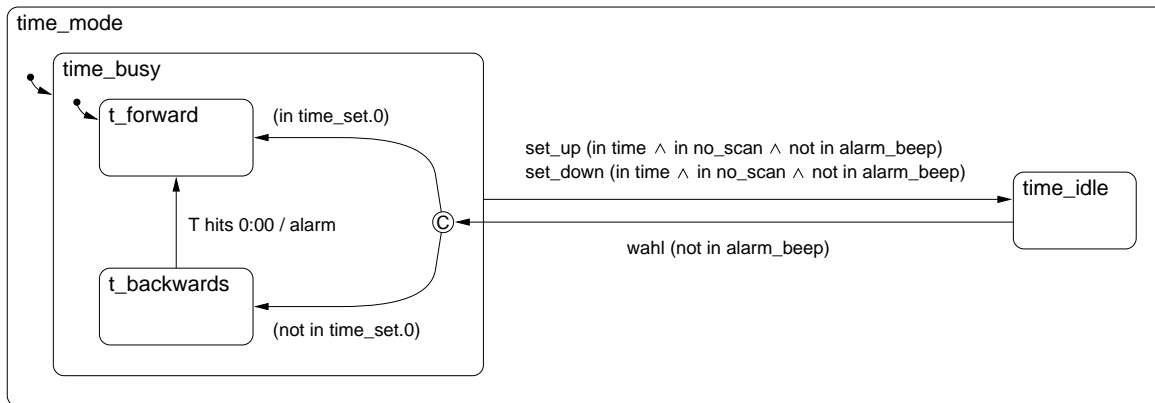 time_mode
time_busy
t_forward
(in time_set.0)
set_up (in time ∧ in no_scan ∧ not in alarm_beep)
set_down (in time ∧ in no_scan ∧ not in alarm_beep)
time_idle
T hits 0:00 / alarm
C
wahl (not in alarm_beep)
t_backwards
(not in time_set.0)